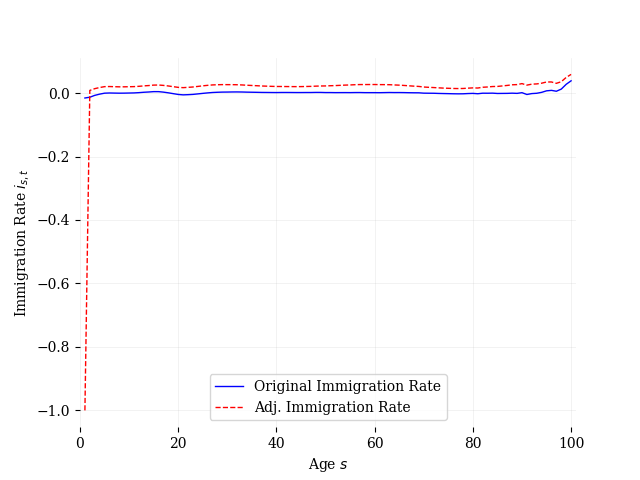 0.0
−0.2
−0.4
−0.6
−0.8
−1.0
Immigration Rate i_{s,t}
Original Immigration Rate
Adj. Immigration Rate
0 20 40 60 80 100
Age s